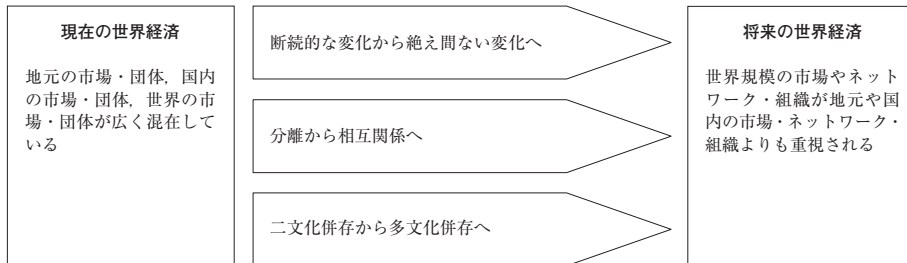 現在の世界経済
地元の市場・団体，国内
の市場・団体，世界の市
場・団体が広く混在して
いる
断続的な変化から絶え間ない変化へ
分離から相互関係へ
二文化併存から多文化併存へ
将来の世界経済
世界規模の市場やネット
ワーク・組織が地元や国
内の市場・ネットワーク・
組織よりも重視される